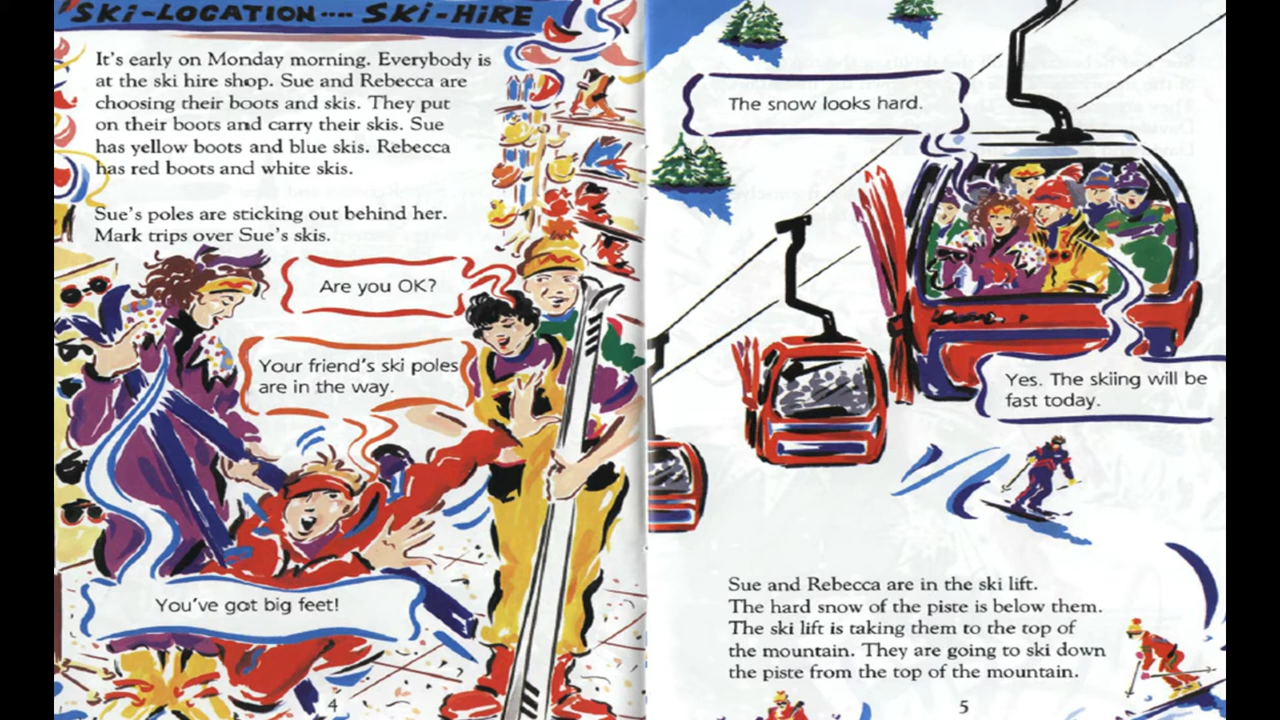 SKi-LOCATiON.... SKi-HiRE
It's early on Monday morning. Everybody is
at the ski hire shop. Sue and Rebecca are
choosing their boots and skis. They put
on their boots and carry their skis. Sue
has yellow boots and blue skis. Rebecca
has red boots and white skis.
Sue's poles are sticking out behind her.
Mark trips over Sue's skis.
Are you OK?
Your friend's ski poles
are in the way.
You've got big feet!
4
The snow looks hard.
Yes. The skiing will be
fast today.
Sue and Rebecca are in the ski lift.
The hard snow of the piste is below them.
The ski lift is taking them to the top of
the mountain. They are going to ski down
the piste from the top of the mountain.
5